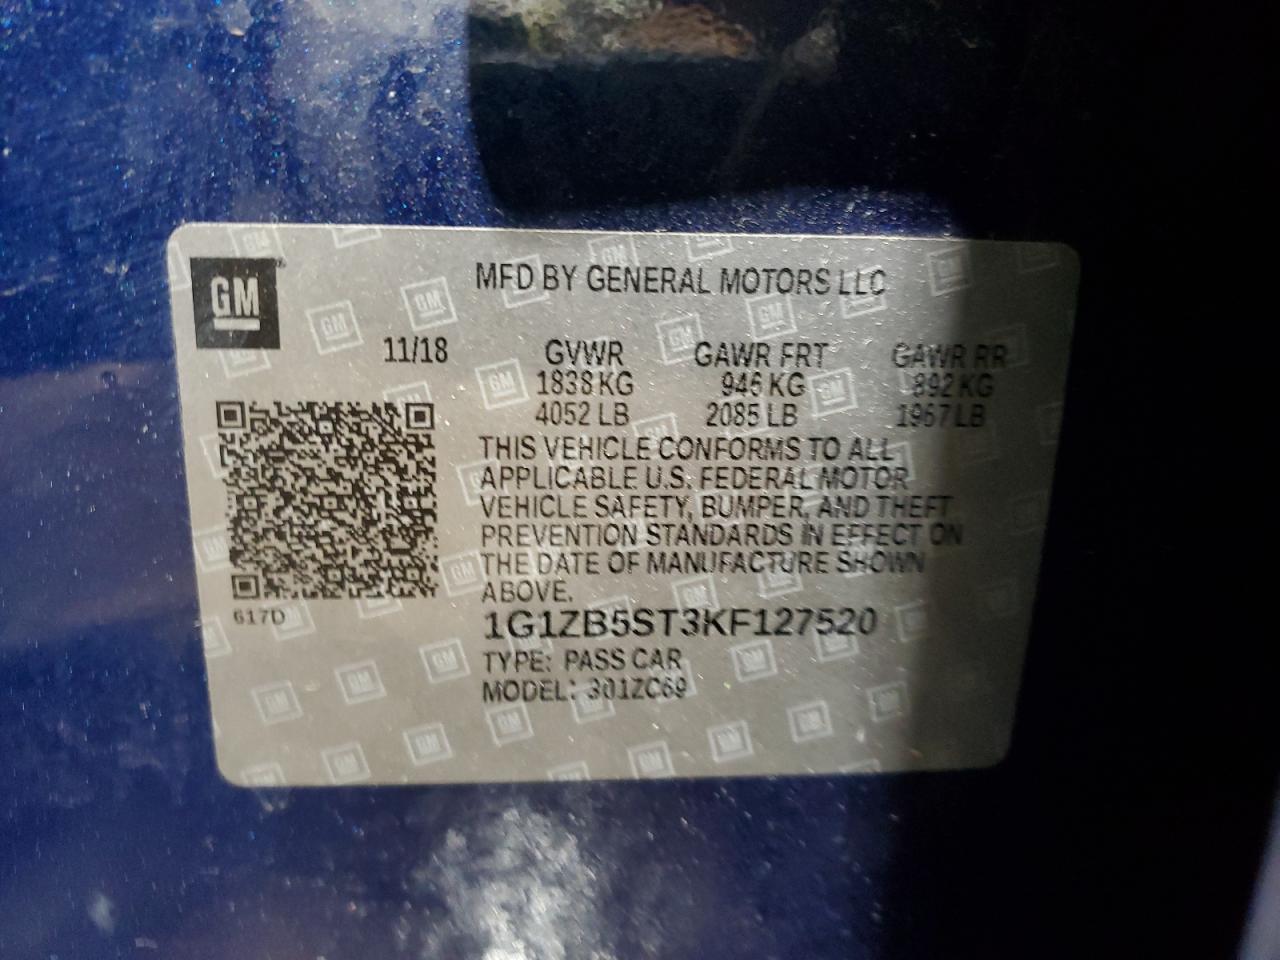 GM
MFD BY GENERAL MOTORS LLC
11/18
GVWR GAWR FRT GAWR RR
1838 KG 946 KG 892 KG
4052 LB 2085 LB 1967 LB
THIS VEHICLE CONFORMS TO ALL
APPLICABLE U.S. FEDERAL MOTOR
VEHICLE SAFETY, BUMPER, AND THEFT
PREVENTION STANDARDS IN EFFECT ON
THE DATE OF MANUFACTURE SHOWN
ABOVE.
617D
1G1ZB5ST3KF127520
TYPE: PASS CAR
MODEL: 301ZC69